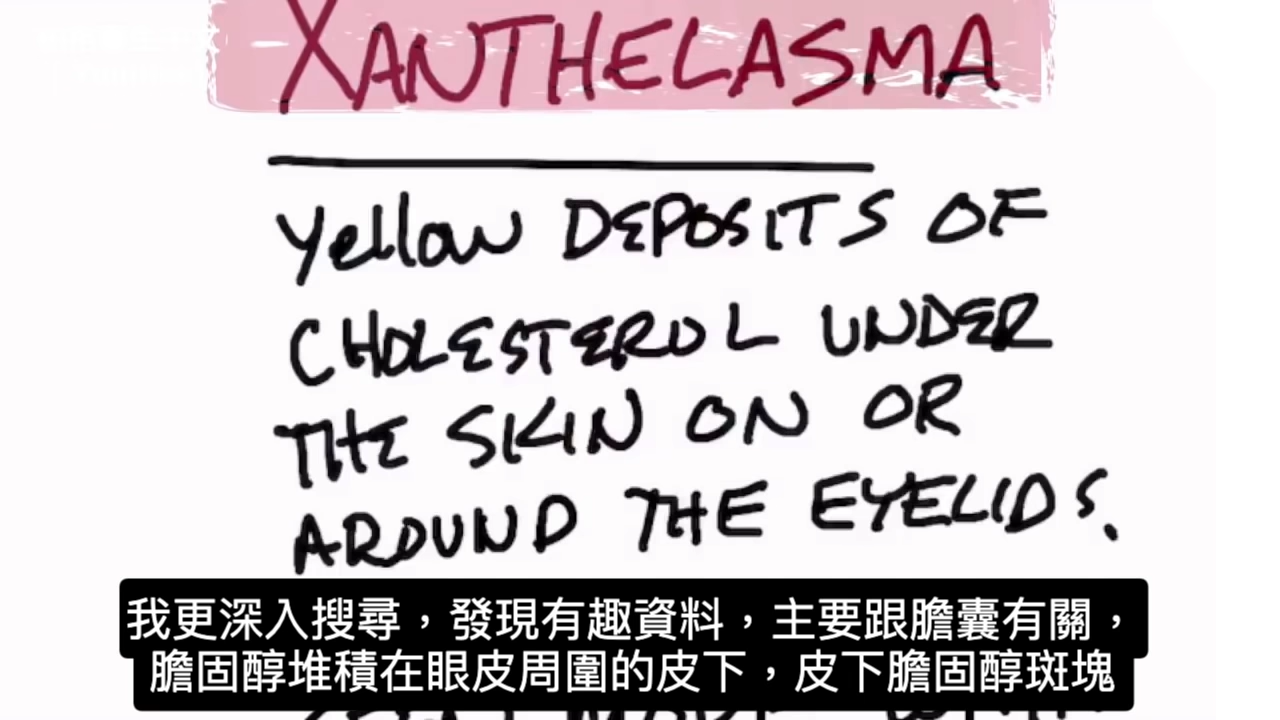 XANTHELASMA
Yellow DEPOSITS OF
CHOLESTEROL UNDER
THE SKIN ON OR
AROUND THE EYELIDS.
我更深入搜尋，發現有趣資料，主要跟膽囊有關，
膽固醇堆積在眼皮周圍的皮下，皮下膽固醇斑塊